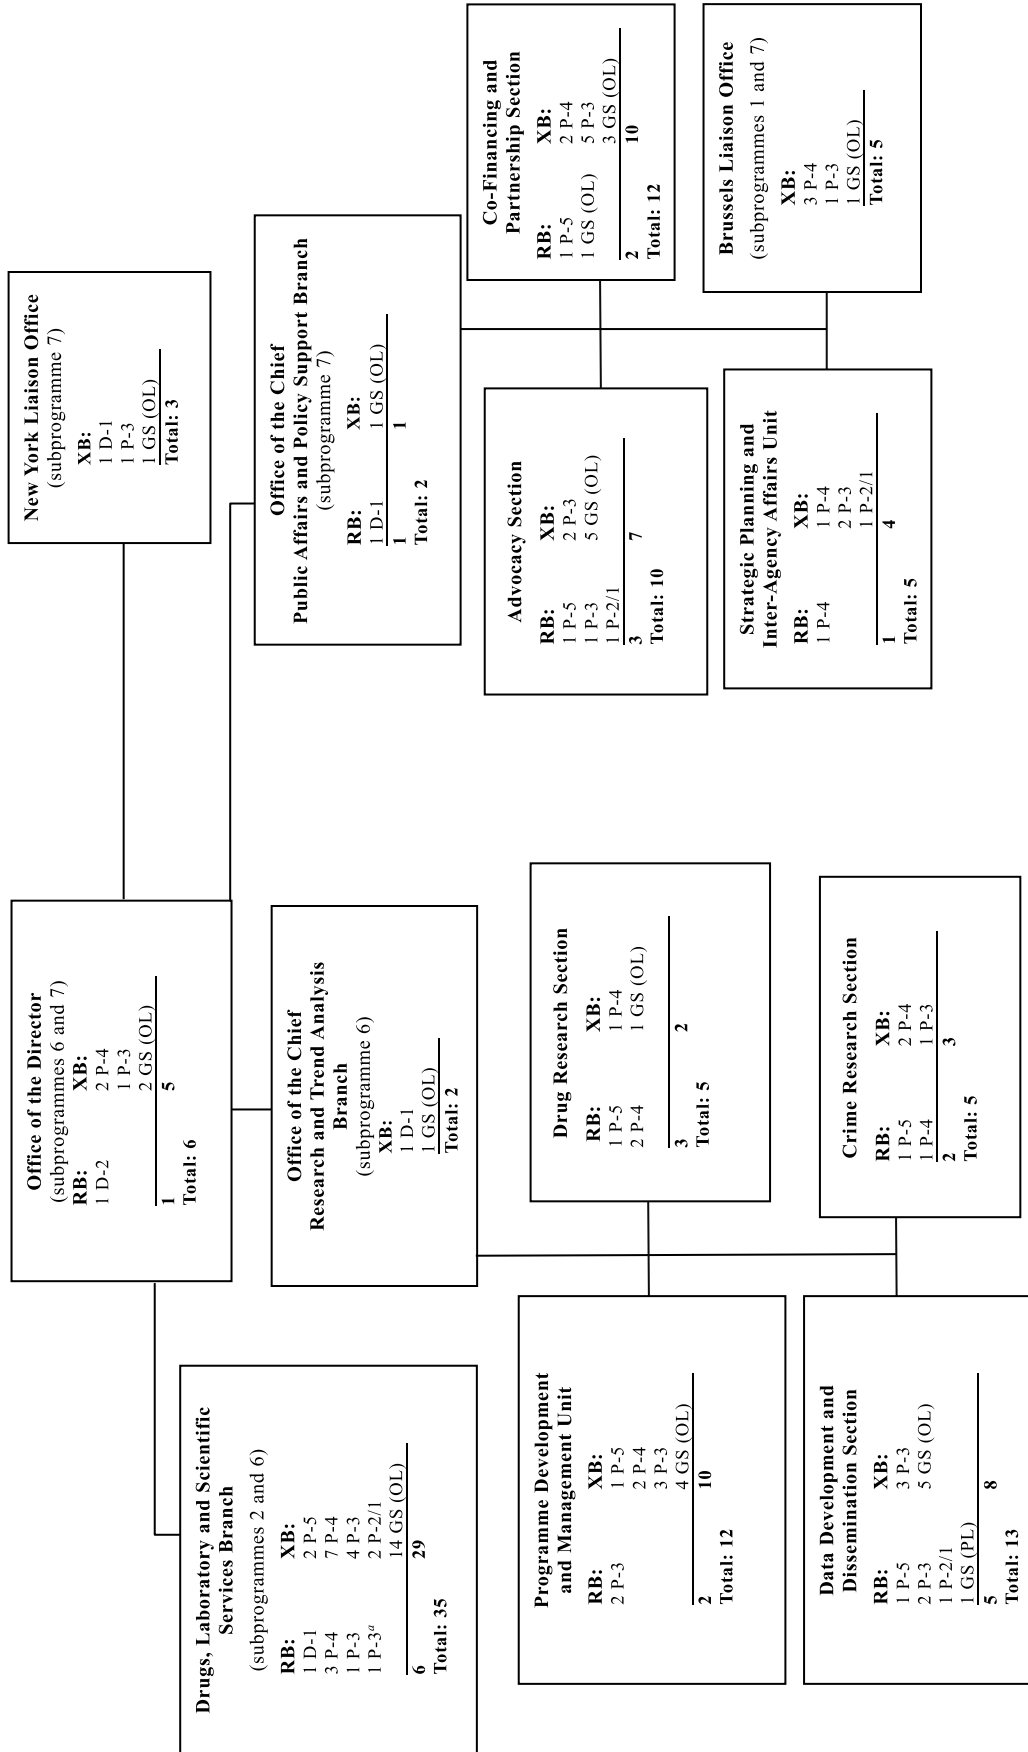 Office of the Director
(subprogrammes 6 and 7)
RB: XB:
1 D-2 2 P-4
1 P-3
2 GS (OL)
1 5
Total: 6
New York Liaison Office
(subprogramme 7)
XB:
1 D-1
1 P-3
1 GS (OL)
Total: 3
Drugs, Laboratory and Scientific
Services Branch
(subprogrammes 2 and 6)
RB: XB:
1 D-1 2 P-5
3 P-4 7 P-4
1 P-3 4 P-3
1 P-3a 2 P-2/1
14 GS (OL)
6 29
Total: 35
Office of the Chief
Research and Trend Analysis
Branch
(subprogramme 6)
XB:
1 D-1
1 GS (OL)
Total: 2
Office of the Chief
Public Affairs and Policy Support Branch
(subprogramme 7)
RB: XB:
1 D-1 1 GS (OL)
1 1
Total: 2
Programme Development
and Management Unit
RB: XB:
2 P-3 1 P-5
2 P-4
3 P-3
4 GS (OL)
2 10
Total: 12
Drug Research Section
RB: XB:
1 P-5 1 P-4
2 P-4 1 GS (OL)
3 2
Total: 5
Advocacy Section
RB: XB:
1 P-5 2 P-3
1 P-3 5 GS (OL)
1 P-2/1
3 7
Total: 10
Co-Financing and
Partnership Section
RB: XB:
1 P-5 2 P-4
1 GS (OL) 5 P-3
3 GS (OL)
2 10
Total: 12
Data Development and
Dissemination Section
RB: XB:
1 P-5 3 P-3
2 P-3 5 GS (OL)
1 P-2/1
1 GS (PL)
5 8
Total: 13
Crime Research Section
RB: XB:
1 P-5 2 P-4
1 P-4 1 P-3
2 3
Total: 5
Strategic Planning and
Inter-Agency Affairs Unit
RB: XB:
1 P-4 1 P-4
2 P-3
1 P-2/1
1 4
Total: 5
Brussels Liaison Office
(subprogrammes 1 and 7)
XB:
3 P-4
1 P-3
1 GS (OL)
Total: 5